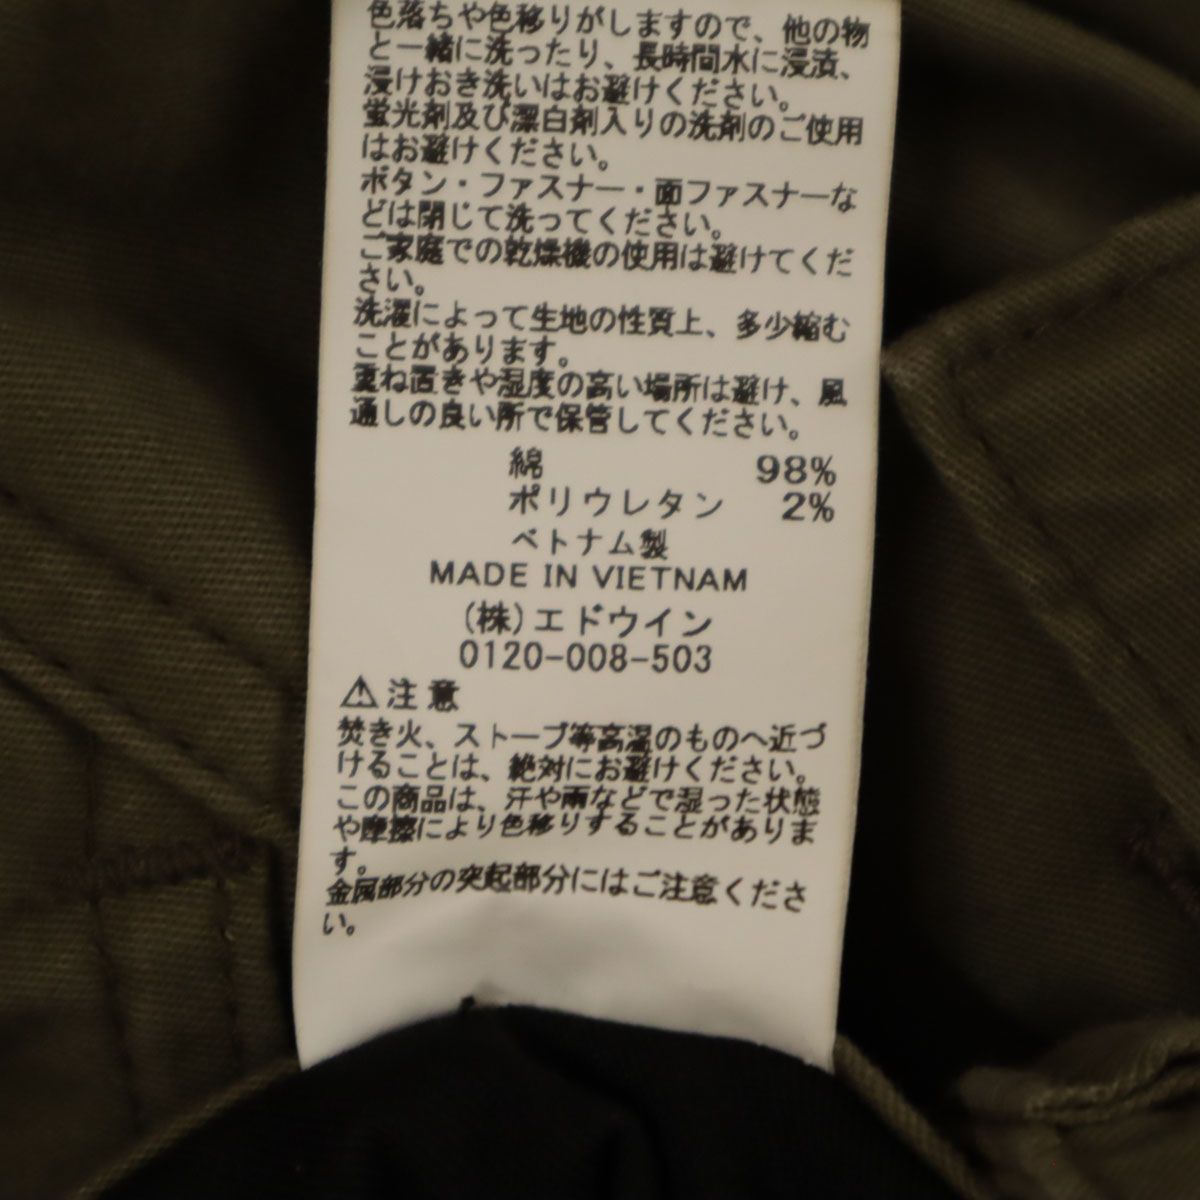 色落ちや色移りがしますので、他の物
と一緒に洗ったり、長時間水に浸漬、
浸けおき洗いはお避けください。
蛍光剤及び漂白剤入りの洗剤のご使用
はお避けください。
ボタン・ファスナー・面ファスナーな
どは閉じて洗ってください。
ご家庭での乾燥機の使用は避けてくだ
さい。
洗濯によって生地の性質上、多少縮む
ことがあります。
重ね置きや湿度の高い場所は避け、風
通しの良い所で保管してください。
綿 98%
ポリウレタン 2%
ベトナム製
MADE IN VIETNAM
(株)エドウイン
0120-008-503
⚠注意
焚き火、ストーブ等高温のものへ近づ
けることは、絶対にお避けください。
この商品は、汗や雨などで湿った状態
や摩擦により色移りすることがありま
す。
金属部分の突起部分にはご注意くださ
い。